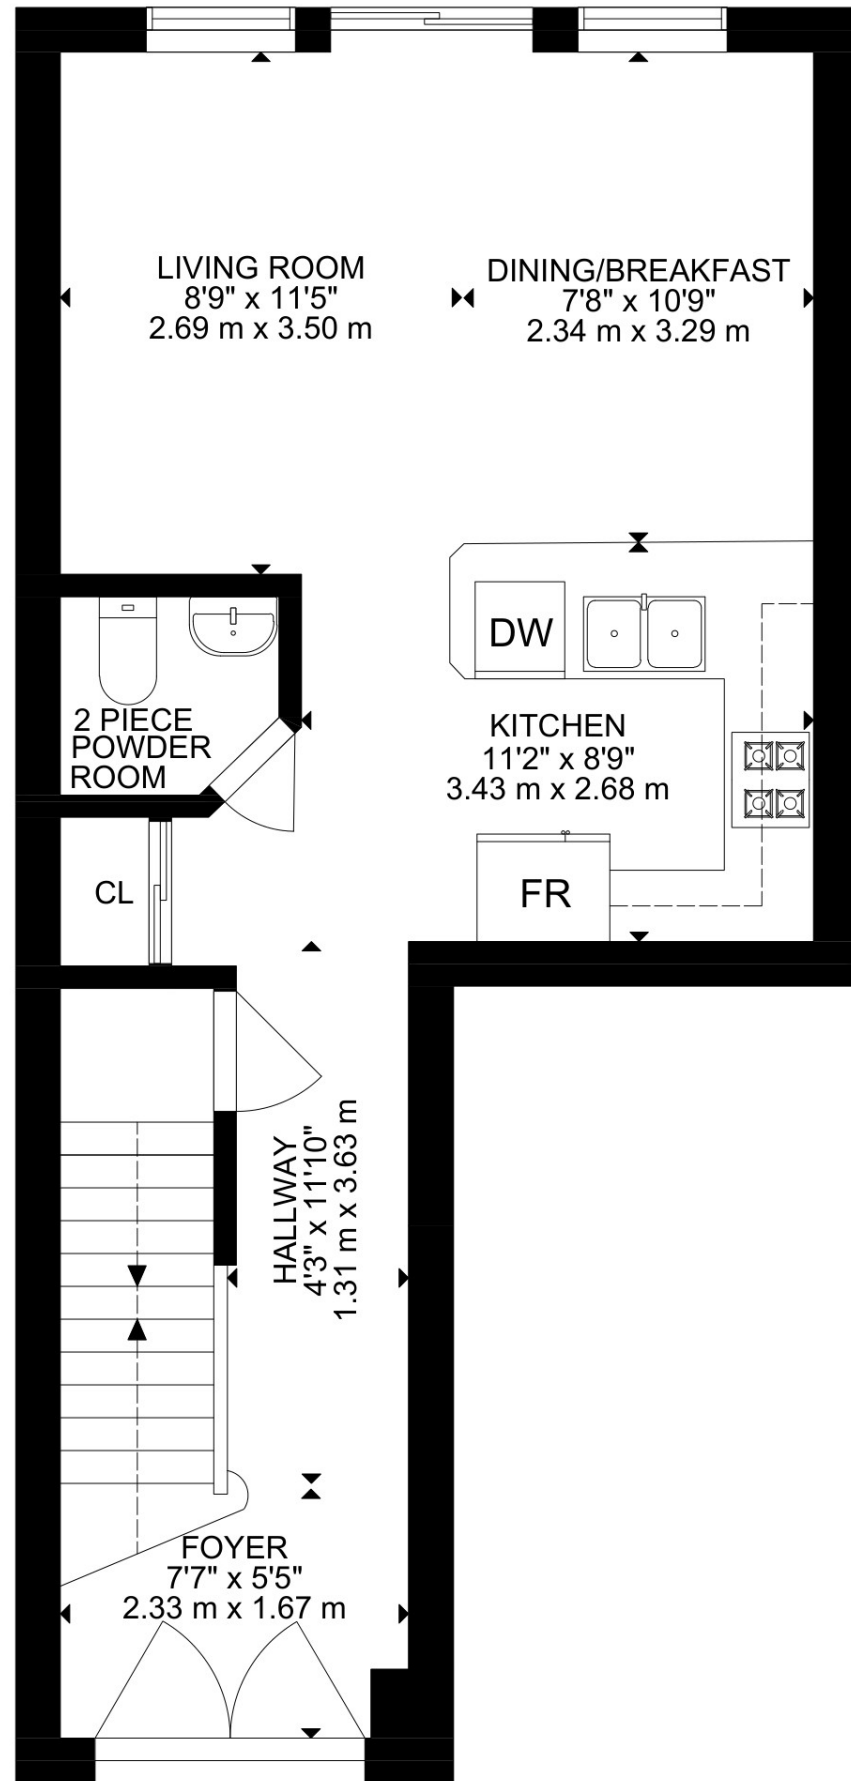 LIVING ROOM
8'9" x 11'5"
2.69 m x 3.50 m
DINING/BREAKFAST
7'8" x 10'9"
2.34 m x 3.29 m
DW
2 PIECE
POWDER
ROOM
KITCHEN
11'2" x 8'9"
3.43 m x 2.68 m
CL
FR
HALLWAY
4'3" x 11'10"
1.31 m x 3.63 m
FOYER
7'7" x 5'5"
2.33 m x 1.67 m